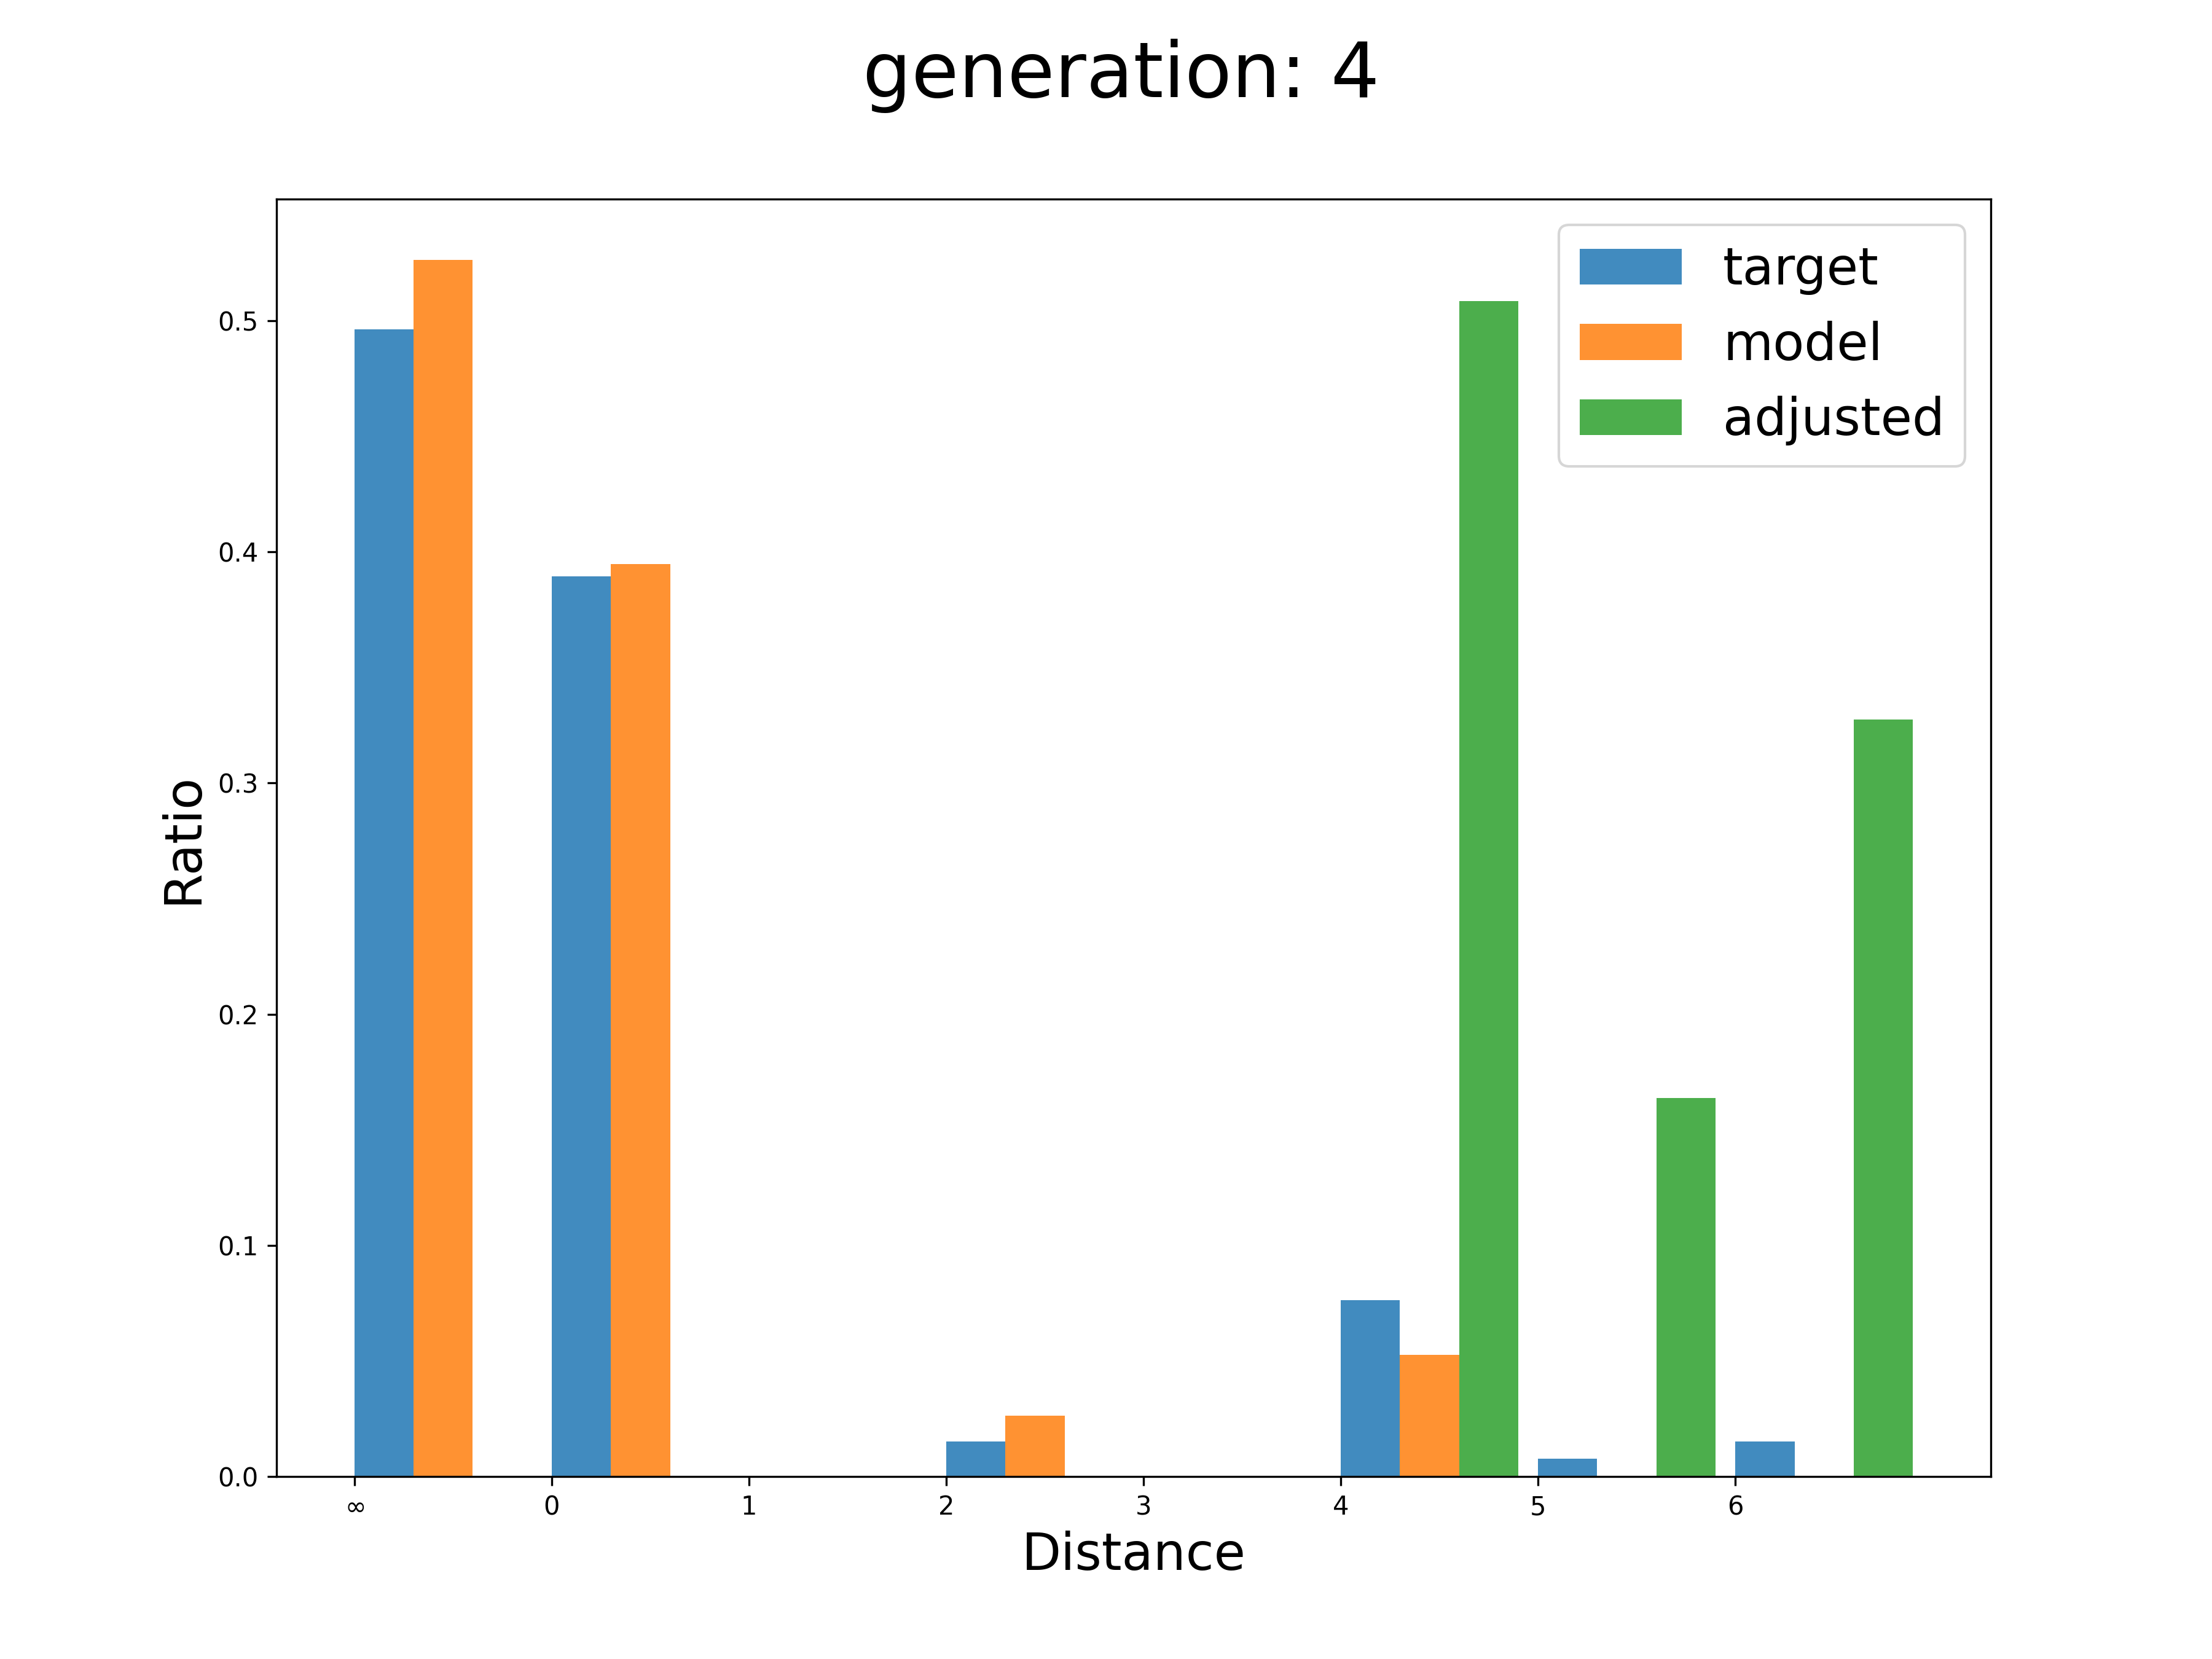 generation: 4
target
model
adjusted
0.5
0.4
0.3
0.2
0.1
0.0
Ratio
∞ 0 1 2 3 4 5 6
Distance